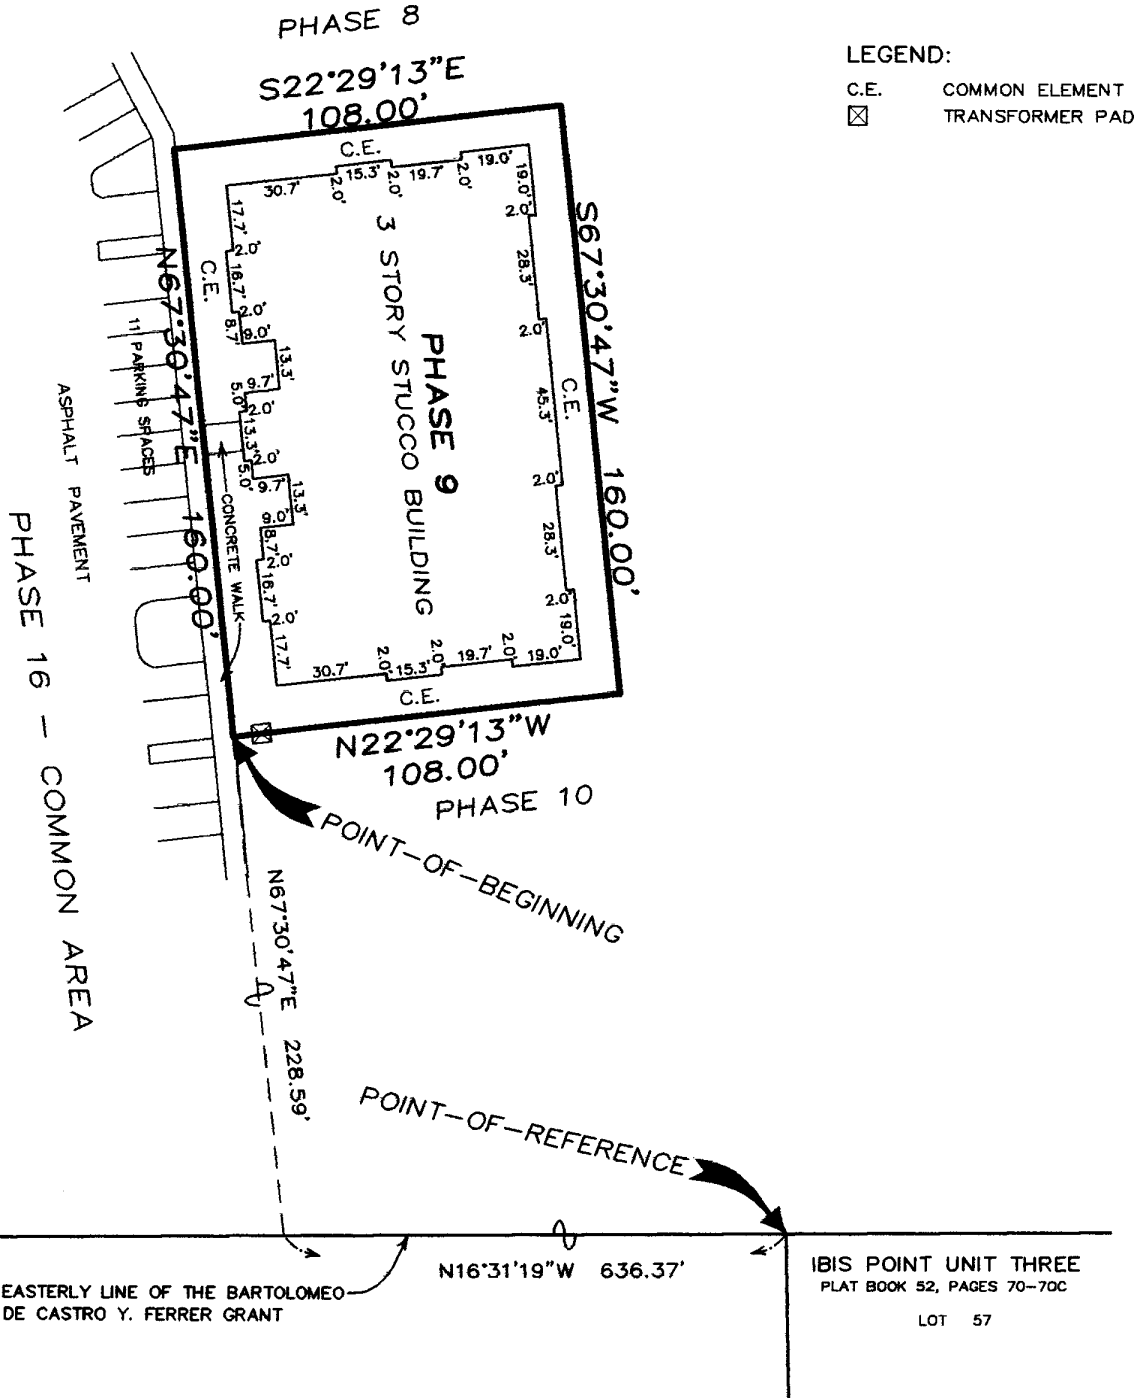 PHASE 8
S22°29'13"E
108.00'
LEGEND:
C.E. COMMON ELEMENT
TRANSFORMER PAD
C.E.
30.7'
2.0'
15.3'
2.0'
19.7'
2.0'
19.0'
19.0'
2.0'
28.3'
2.0'
45.3'
2.0'
28.3'
2.0'
19.0'
S67°30'47"W 160.00'
C.E.
17.7'
2.0'
16.7'
2.0'
8.7'
9.0'
13.3'
9.7'
5.0'
2.0'
13.3'
2.0'
5.0'
9.7'
13.3'
9.0'
8.7'
2.0'
16.7'
2.0'
17.7'
C.E.
N67°30'47"E 160.00'
3 STORY STUCCO BUILDING
PHASE 9
11 PARKING SPACES
ASPHALT PAVEMENT
CONCRETE WALK
PHASE 16 - COMMON AREA
30.7'
2.0'
15.3'
2.0'
19.7'
2.0'
19.0'
C.E.
N22°29'13"W
108.00'
PHASE 10
POINT-OF-BEGINNING
N67°30'47"E 228.59'
POINT-OF-REFERENCE
N16°31'19"W 636.37'
EASTERLY LINE OF THE BARTOLOMEO
DE CASTRO Y. FERRER GRANT
IBIS POINT UNIT THREE
PLAT BOOK 52, PAGES 70-70C
LOT 57